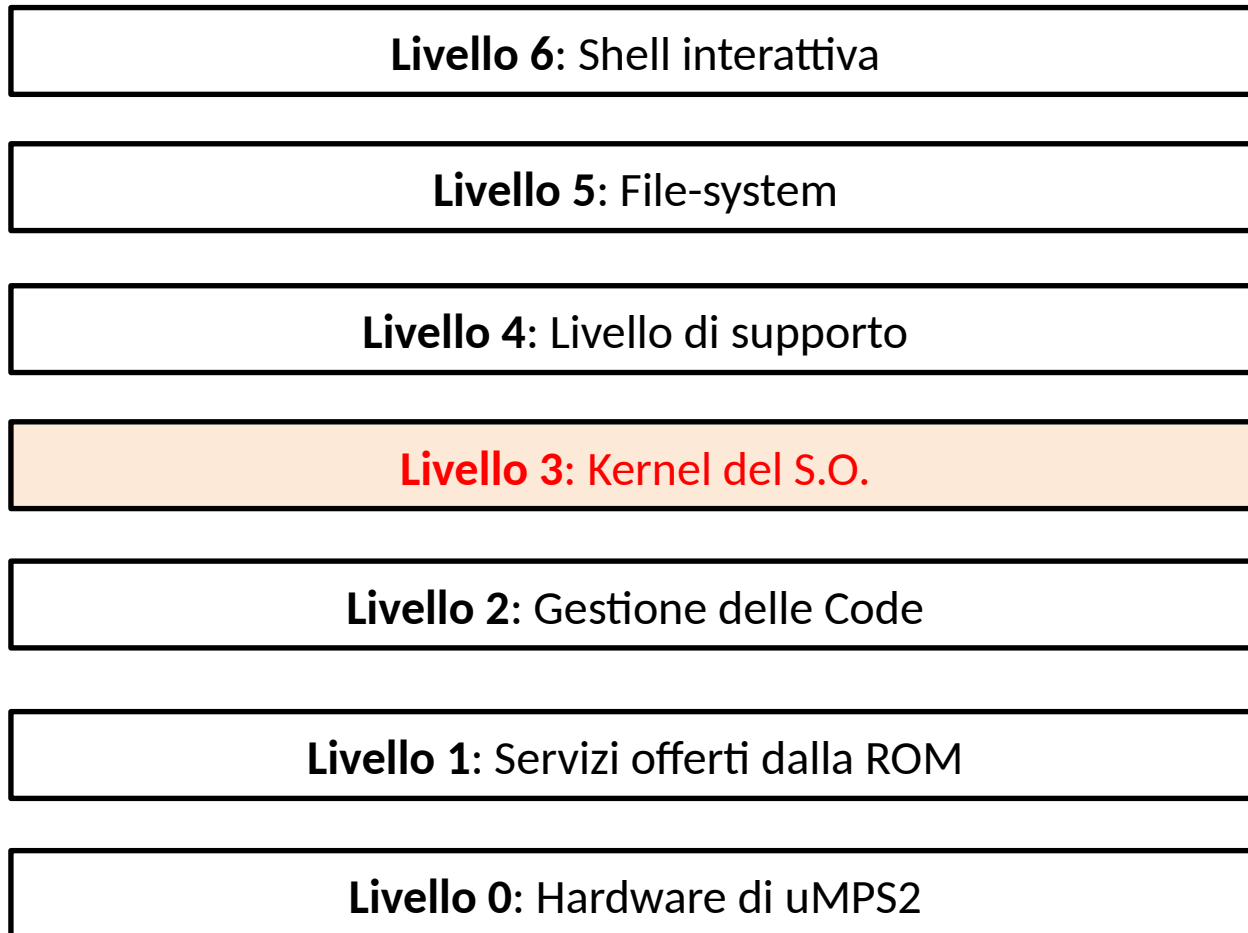 Livello 6: Shell interattiva
Livello 5: File-system
Livello 4: Livello di supporto
Livello 3: Kernel del S.O.
Livello 2: Gestione delle Code
Livello 1: Servizi offerti dalla ROM
Livello 0: Hardware di uMPS2